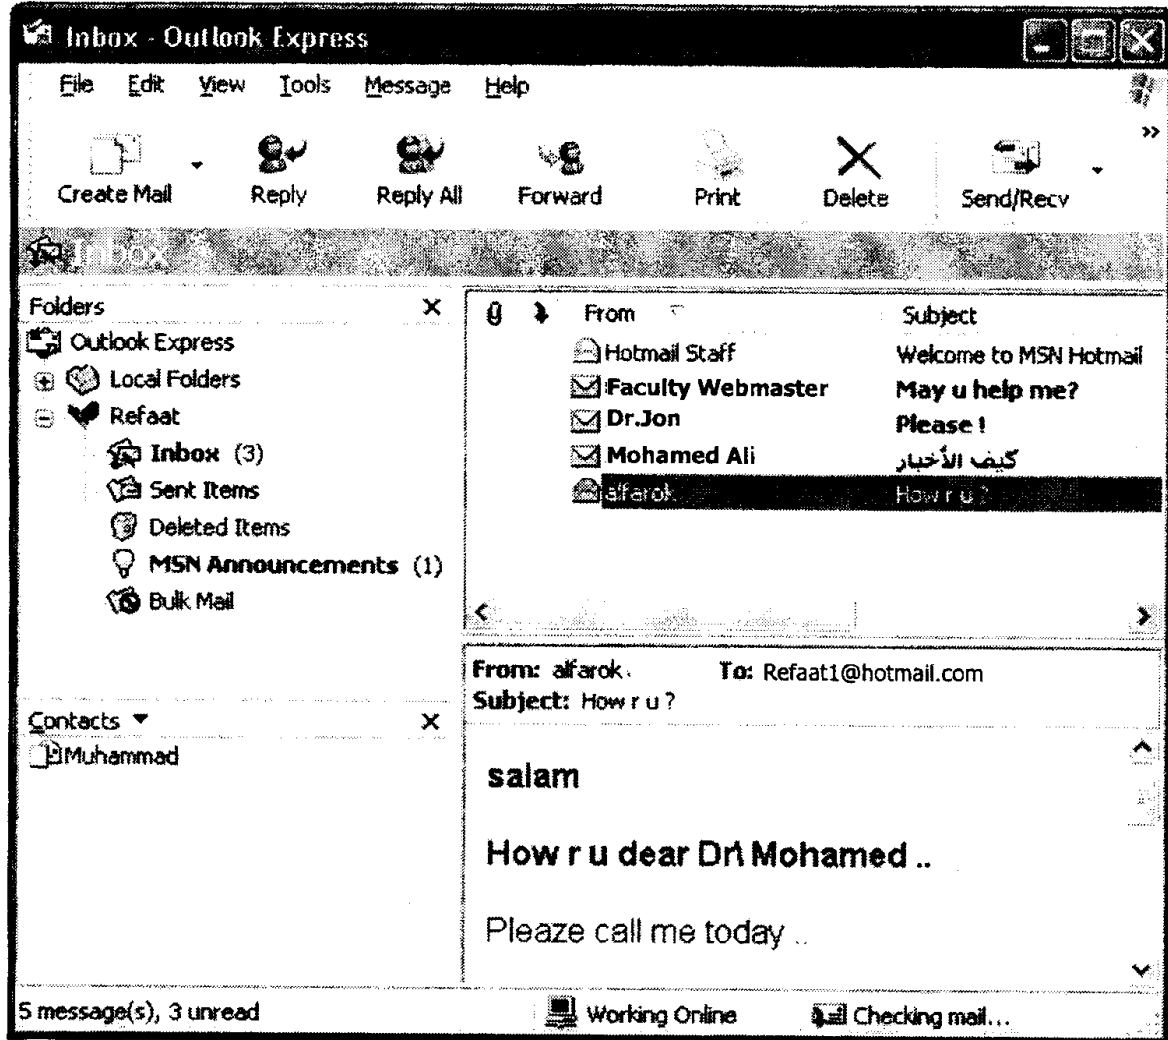 Inbox - Outlook Express
File Edit View Tools Message Help
Create Mail Reply Reply All Forward Print Delete Send/Recv
Inbox
Folders
Outlook Express
Local Folders
Refaat
Inbox (3)
Sent Items
Deleted Items
MSN Announcements (1)
Bulk Mail
Contacts
Muhammad
From Subject
Hotmail Staff Welcome to MSN Hotmail
Faculty Webmaster May u help me?
Dr.Jon Please !
Mohamed Ali كيف الأخبار
alfarok How r u ?
From: alfarok To: Refaat1@hotmail.com
Subject: How r u ?
salam
How r u dear Dr\ Mohamed ..
Pleaze call me today ..
5 message(s), 3 unread Working Online Checking mail...